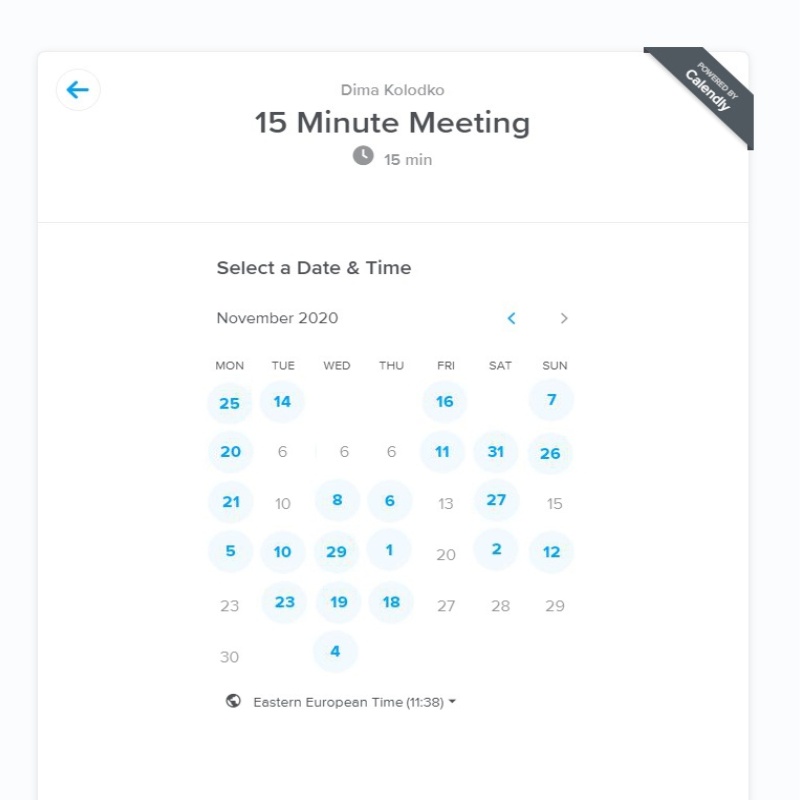 POWERED BY
Calendly
Dima Kolodko
15 Minute Meeting
15 min
Select a Date & Time
November 2020
MON TUE WED THU FRI SAT SUN
25 14 16 7
20 6 6 6 11 31 26
21 10 8 6 13 27 15
5 10 29 1 20 2 12
23 23 19 18 27 28 29
30 4
Eastern European Time (11:38)